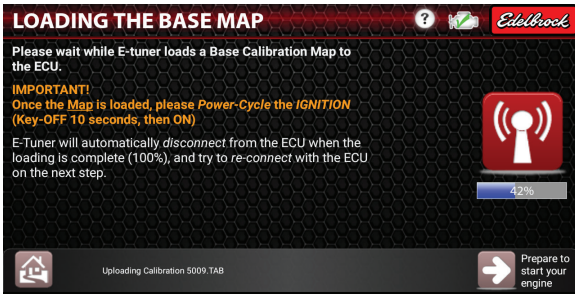 LOADING THE BASE MAP
?
Edelbrock
Please wait while E-tuner loads a Base Calibration Map to
the ECU.
IMPORTANT!
Once the Map is loaded, please Power-Cycle the IGNITION
(Key-OFF 10 seconds, then ON)
E-Tuner will automatically disconnect from the ECU when the
loading is complete (100%), and try to re-connect with the ECU
on the next step.
42%
Uploading Calibration 5009.TAB
Prepare to
start your
engine